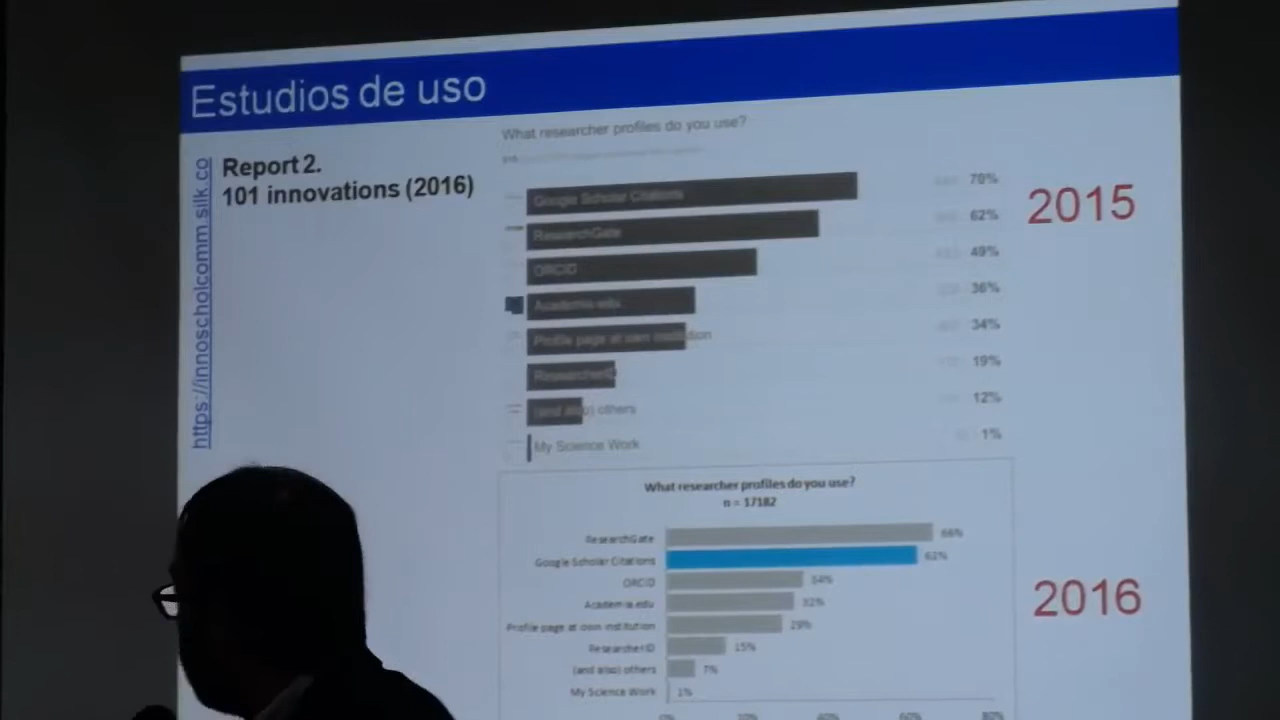 Estudios de uso
https://innoscholcomm.silk.co
Report 2.
101 innovations (2016)
What researcher profiles do you use?
Google Scholar Citations 70%
ResearchGate 62%
ORCID 49%
Academia.edu 36%
Profile page at own institution 34%
ResearcherID 19%
(and also) others 12%
My Science Work 1%
2015
What researcher profiles do you use?
n = 17182
ResearchGate 66%
Google Scholar Citations 62%
ORCID 34%
Academia.edu 32%
Profile page at own institution 29%
ResearcherID 15%
(and also) others 7%
My Science Work 1%
2016